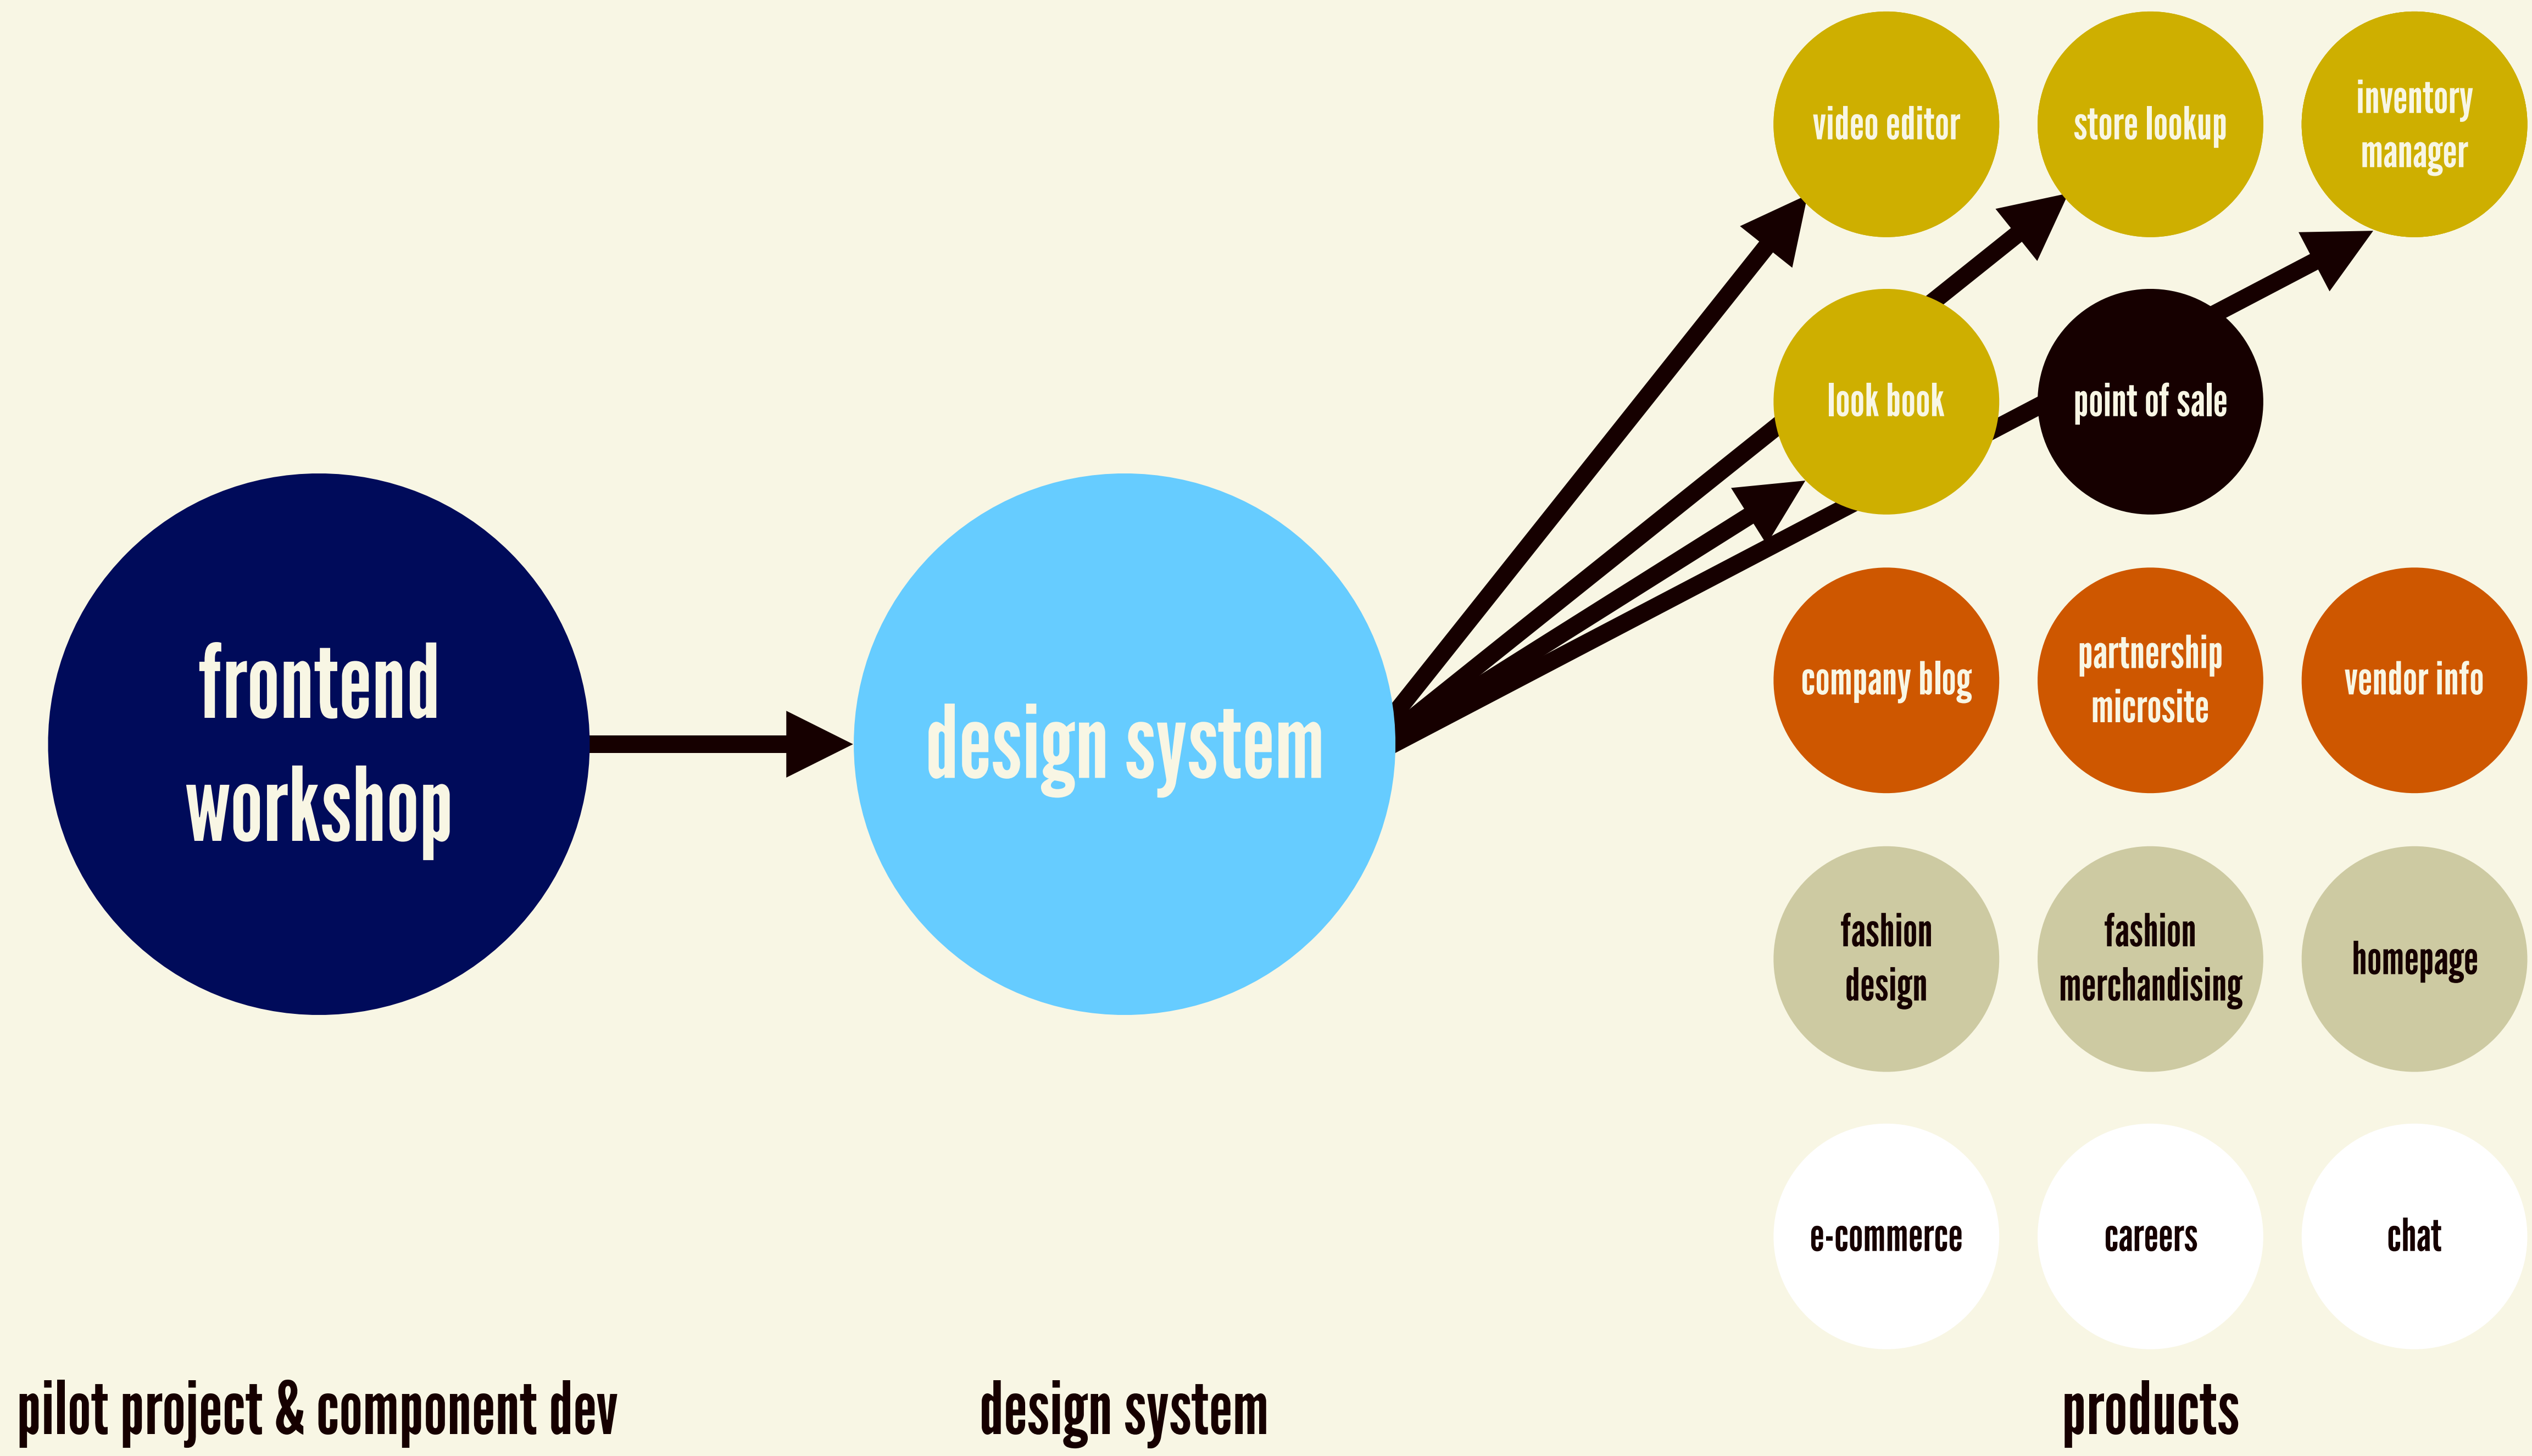 frontend
workshop
design system
video editor
store lookup
inventory
manager
look book
point of sale
company blog
partnership
microsite
vendor info
fashion
design
fashion
merchandising
homepage
e-commerce
careers
chat
pilot project & component dev
design system
products